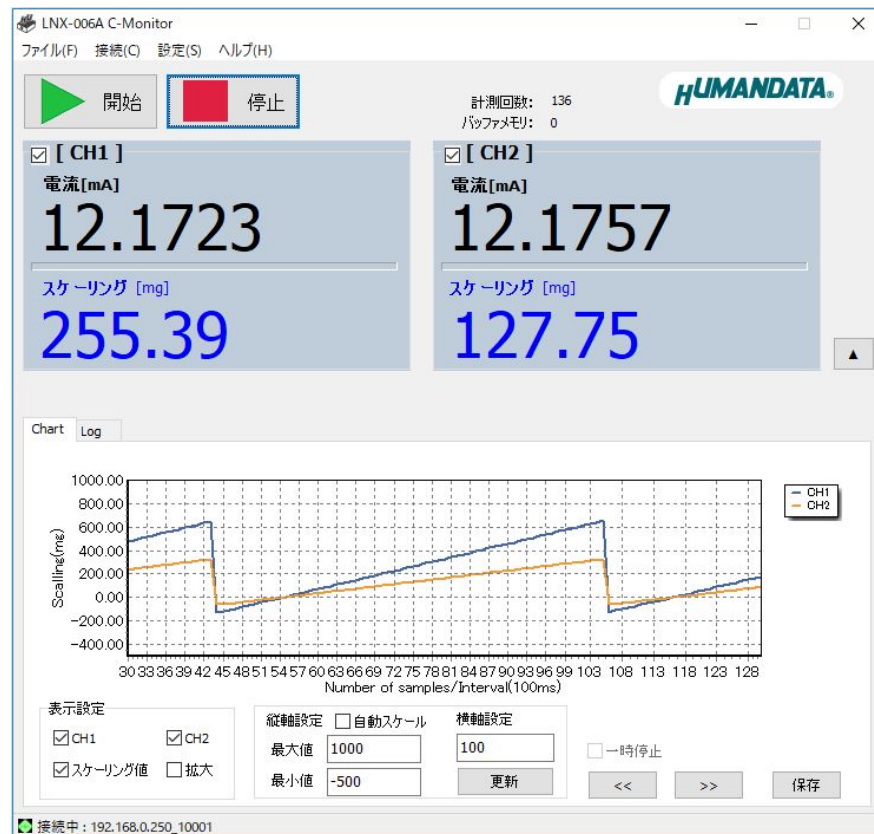 LNX-006A C-Monitor
ファイル(F) 接続(C) 設定(S) ヘルプ(H)
開始
停止
計測回数: 136
バッファメモリ: 0
HUMANDATA®
[ CH1 ]
電流[mA]
12.1723
スケーリング [mg]
255.39
[ CH2 ]
電流[mA]
12.1757
スケーリング [mg]
127.75
▲
Chart Log
1000.00
800.00
600.00
400.00
200.00
0.00
-200.00
-400.00
Scalling(mg)
30 33 36 39 42 45 48 51 54 57 60 63 66 69 72 75 78 81 84 87 90 93 96 99 103 108 113 118 123 128
Number of samples/Interval(100ms)
CH1
CH2
表示設定
CH1 CH2
スケーリング値 拡大
縦軸設定 自動スケール
最大値 1000
最小値 -500
横軸設定
100
更新
一時停止
<< >> 保存
接続中 : 192.168.0.250_10001